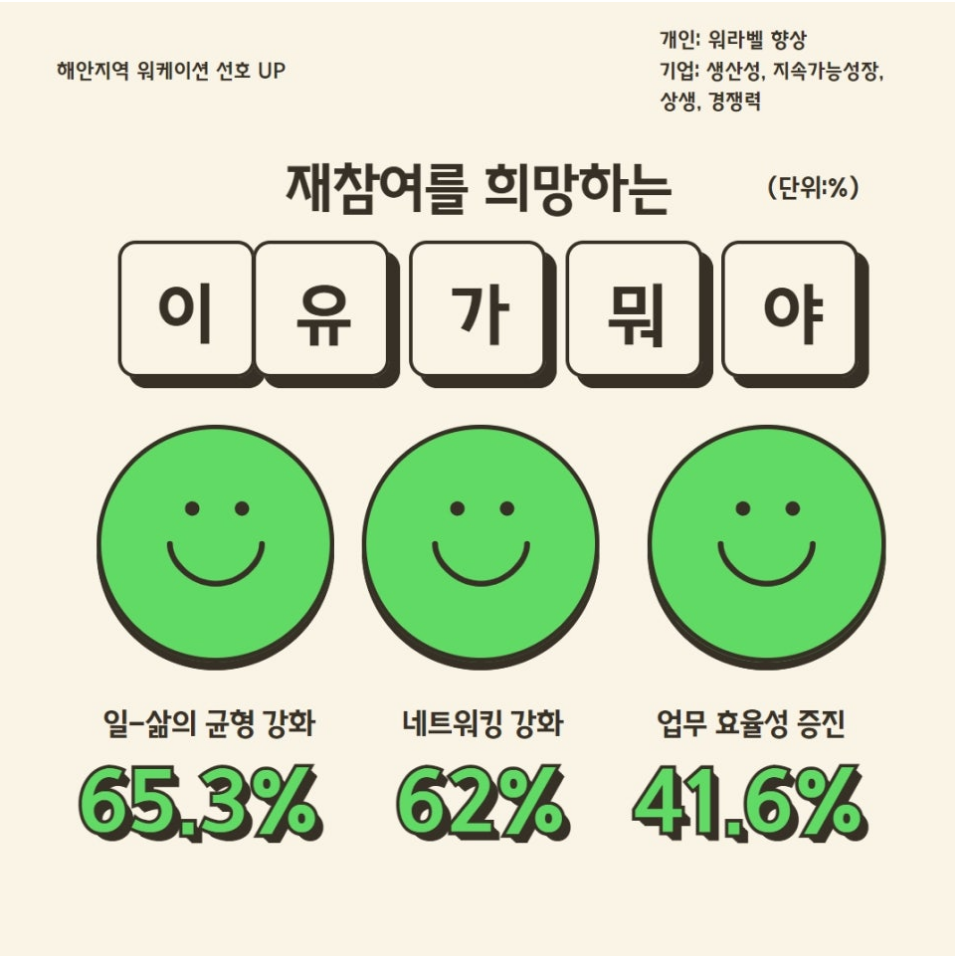 해안지역 워케이션 선호 UP
개인: 워라벨 향상
기업: 생산성, 지속가능성장,
상생, 경쟁력
재참여를 희망하는
(단위:%)
이유가뭐야
일-삶의 균형 강화
네트워킹 강화
업무 효율성 증진
65.3%
62%
41.6%